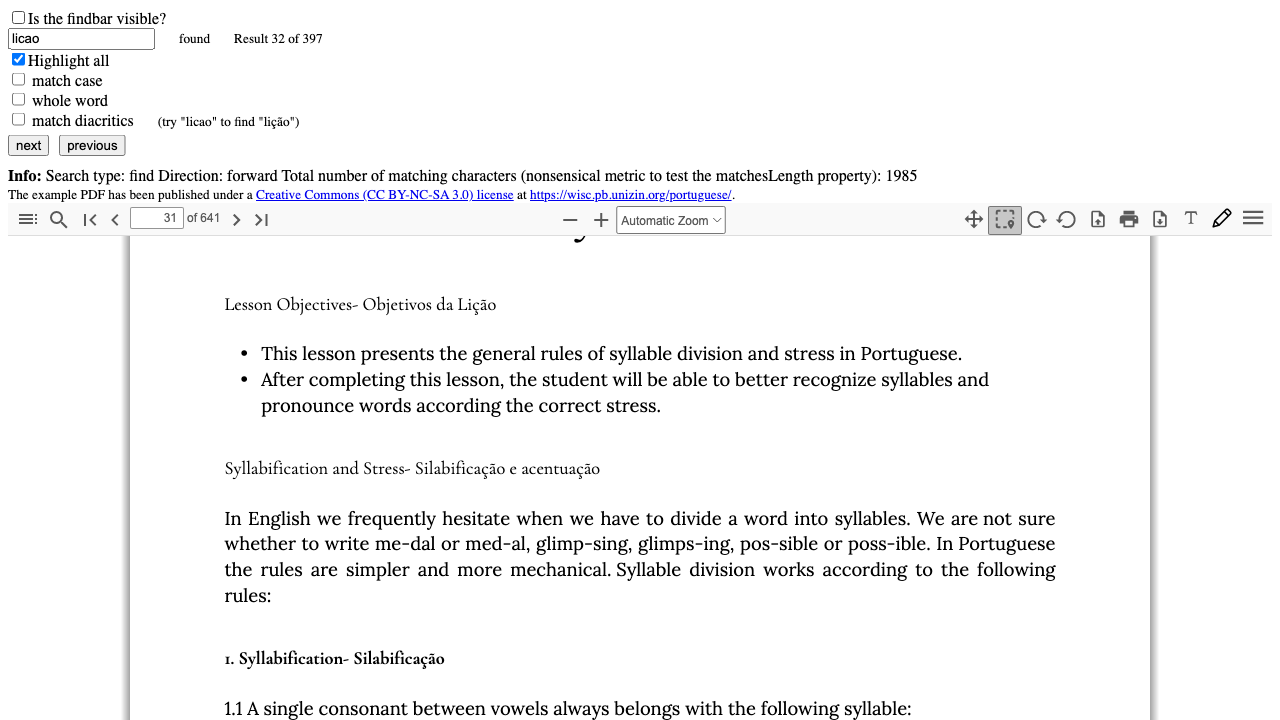 Is the findbar visible?
licao found Result 32 of 397
Highlight all
match case
whole word
match diacritics (try "licao" to find "lição")
next previous
Info: Search type: find Direction: forward Total number of matching characters (nonsensical metric to test the matchesLength property): 1985
The example PDF has been published under a Creative Commons (CC BY-NC-SA 3.0) license at https://wisc.pb.unizin.org/portuguese/.
31 of 641 Automatic Zoom T
Lesson Objectives- Objetivos da Lição
• This lesson presents the general rules of syllable division and stress in Portuguese.
• After completing this lesson, the student will be able to better recognize syllables and
pronounce words according the correct stress.
Syllabification and Stress- Silabificação e acentuação
In English we frequently hesitate when we have to divide a word into syllables. We are not sure
whether to write me-dal or med-al, glimp-sing, glimps-ing, pos-sible or poss-ible. In Portuguese
the rules are simpler and more mechanical. Syllable division works according to the following
rules:
1. Syllabification- Silabificação
1.1 A single consonant between vowels always belongs with the following syllable: